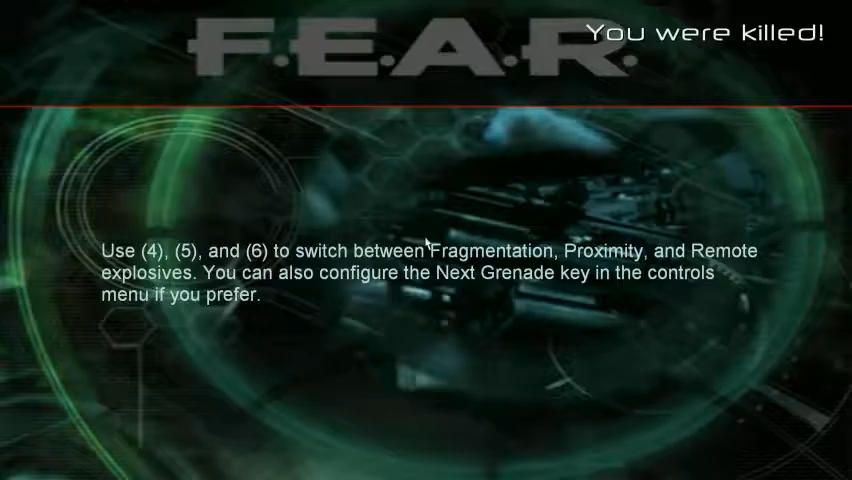 F.E.A.R.
You were killed!
Use (4), (5), and (6) to switch between Fragmentation, Proximity, and Remote
explosives. You can also configure the Next Grenade key in the controls
menu if you prefer.